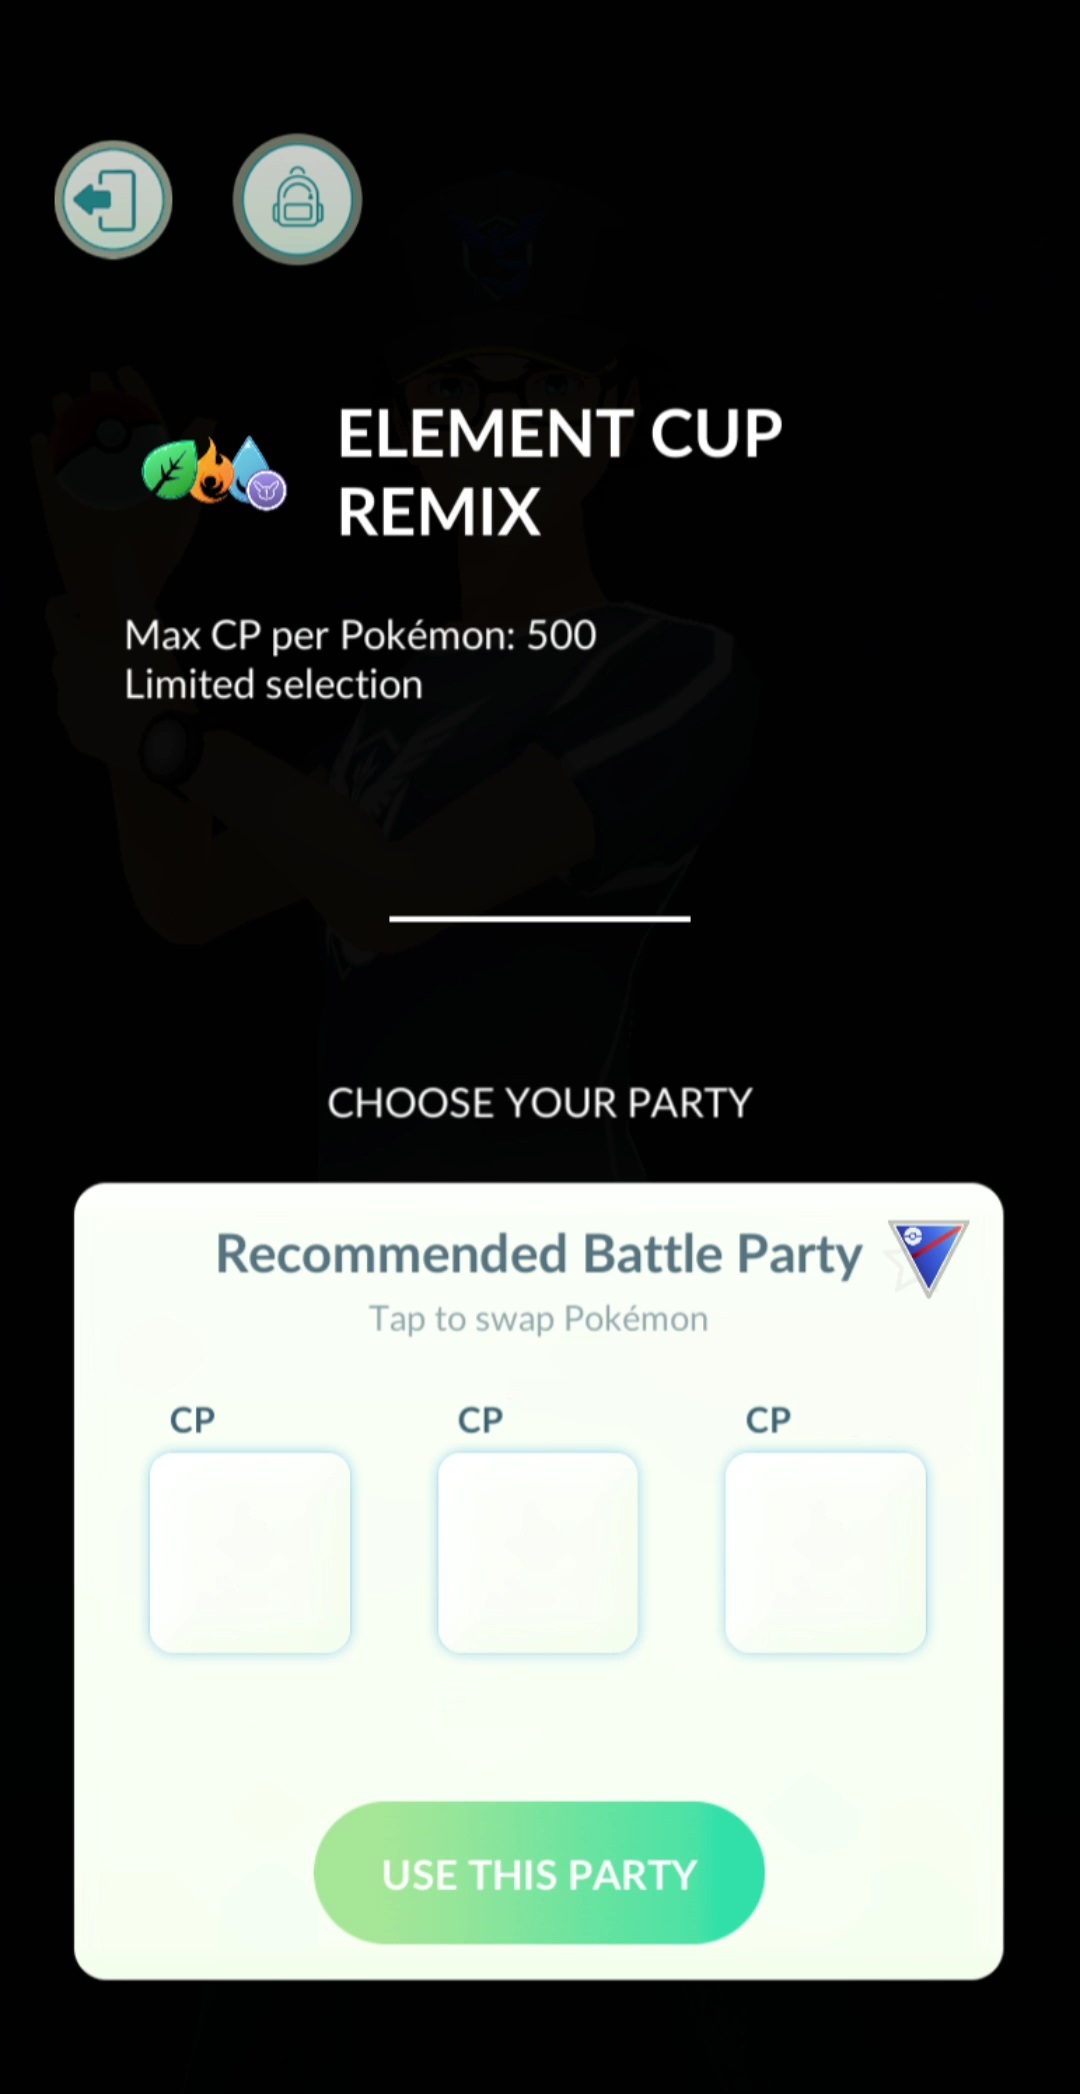 ELEMENT CUP
REMIX
Max CP per Pokémon: 500
Limited selection
CHOOSE YOUR PARTY
Recommended Battle Party
Tap to swap Pokémon
CP CP CP
USE THIS PARTY